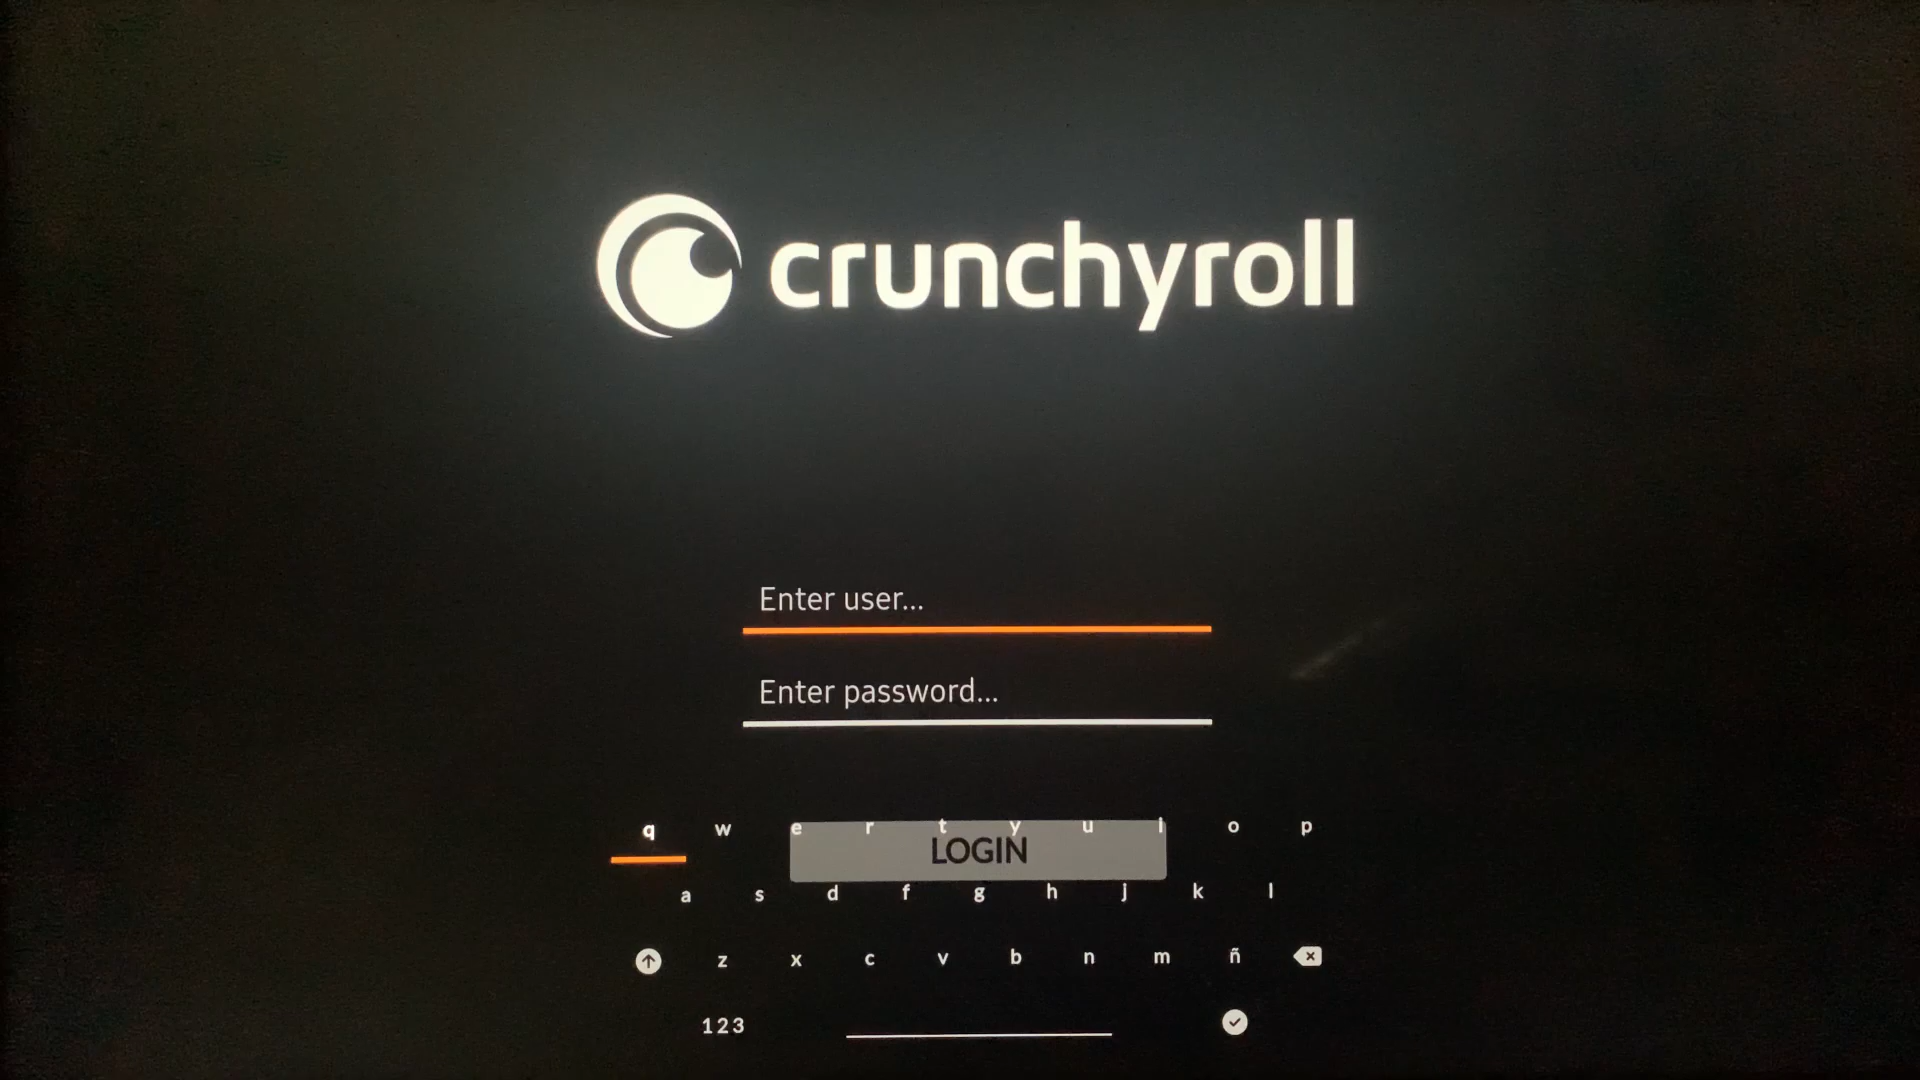 crunchyroll
Enter user...
Enter password...
q w e r t y u i o p
LOGIN
a s d f g h j k l
z x c v b n m ñ
123